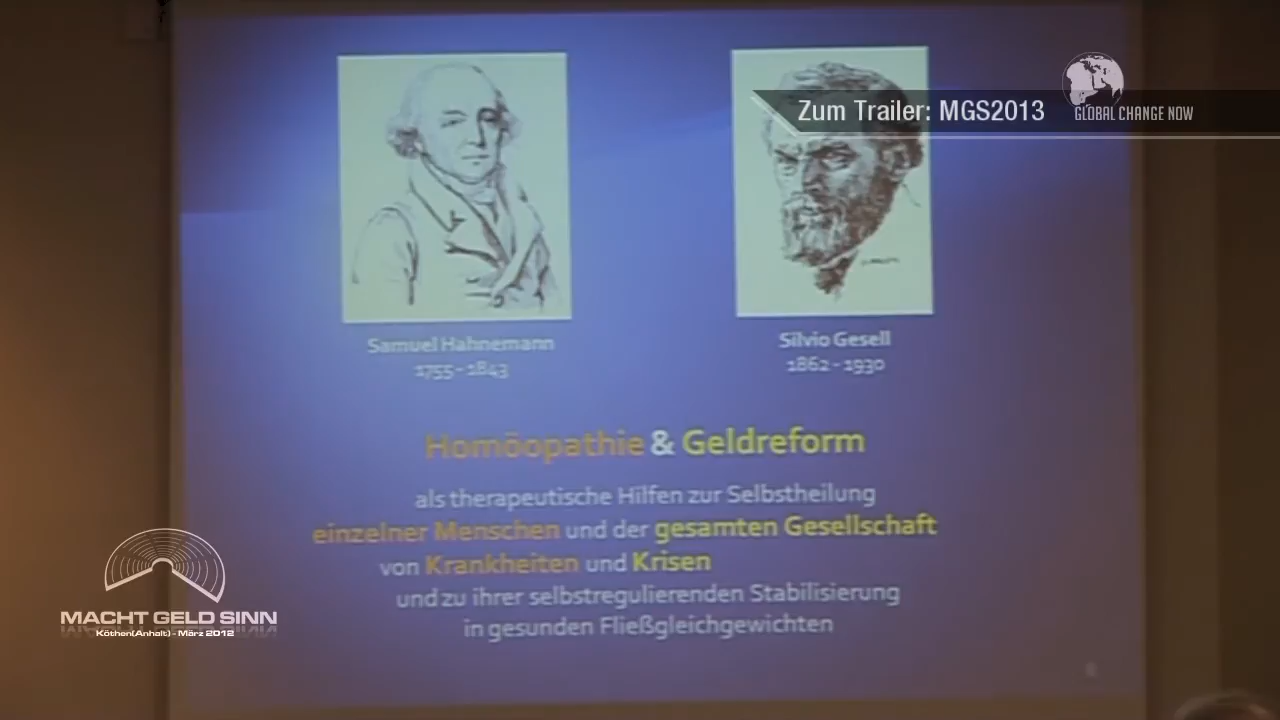 Zum Trailer: MGS2013
GLOBAL CHANGE NOW
Samuel Hahnemann
1755 - 1843
Silvio Gesell
1862 - 1930
Homöopathie & Geldreform
als therapeutische Hilfen zur Selbstheilung
einzelner Menschen und der gesamten Gesellschaft
von Krankheiten und Krisen
und zu ihrer selbstregulierenden Stabilisierung
in gesunden Fließgleichgewichten
MACHT GELD SINN
Köthen(Anhalt) - März 2012